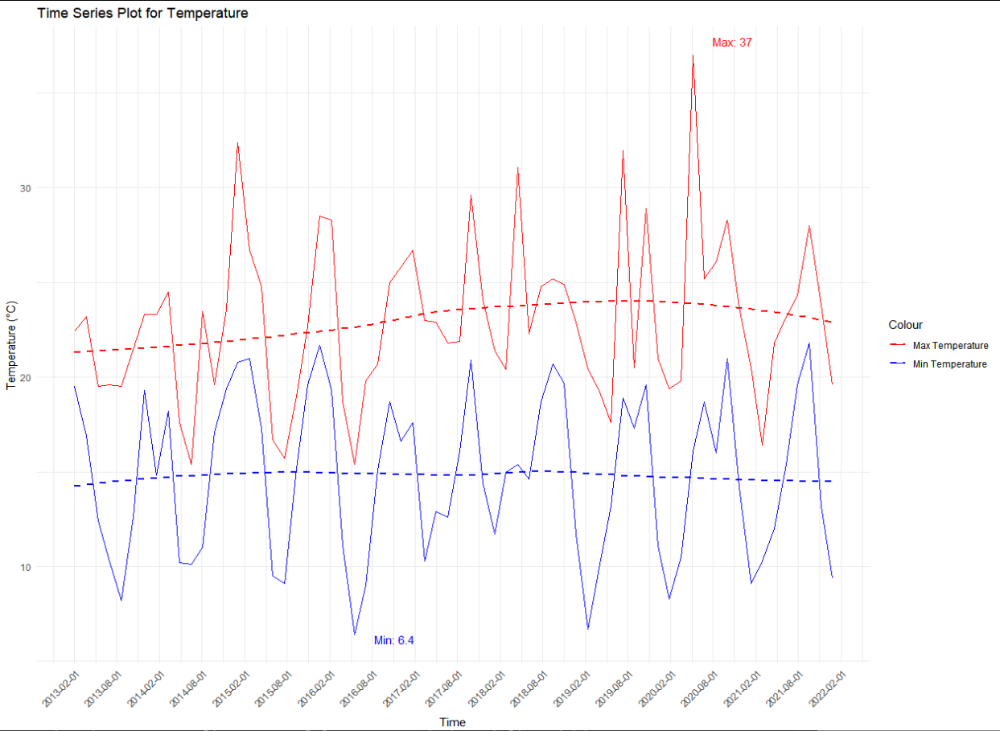 Time Series Plot for Temperature
Max: 37
30
20
10
Temperature (°C)
Min: 6.4
Colour
Max Temperature
Min Temperature
2013-02-01
2013-08-01
2014-02-01
2014-08-01
2015-02-01
2015-08-01
2016-02-01
2016-08-01
2017-02-01
2017-08-01
2018-02-01
2018-08-01
2019-02-01
2019-08-01
2020-02-01
2020-08-01
2021-02-01
2021-08-01
2022-02-01
Time